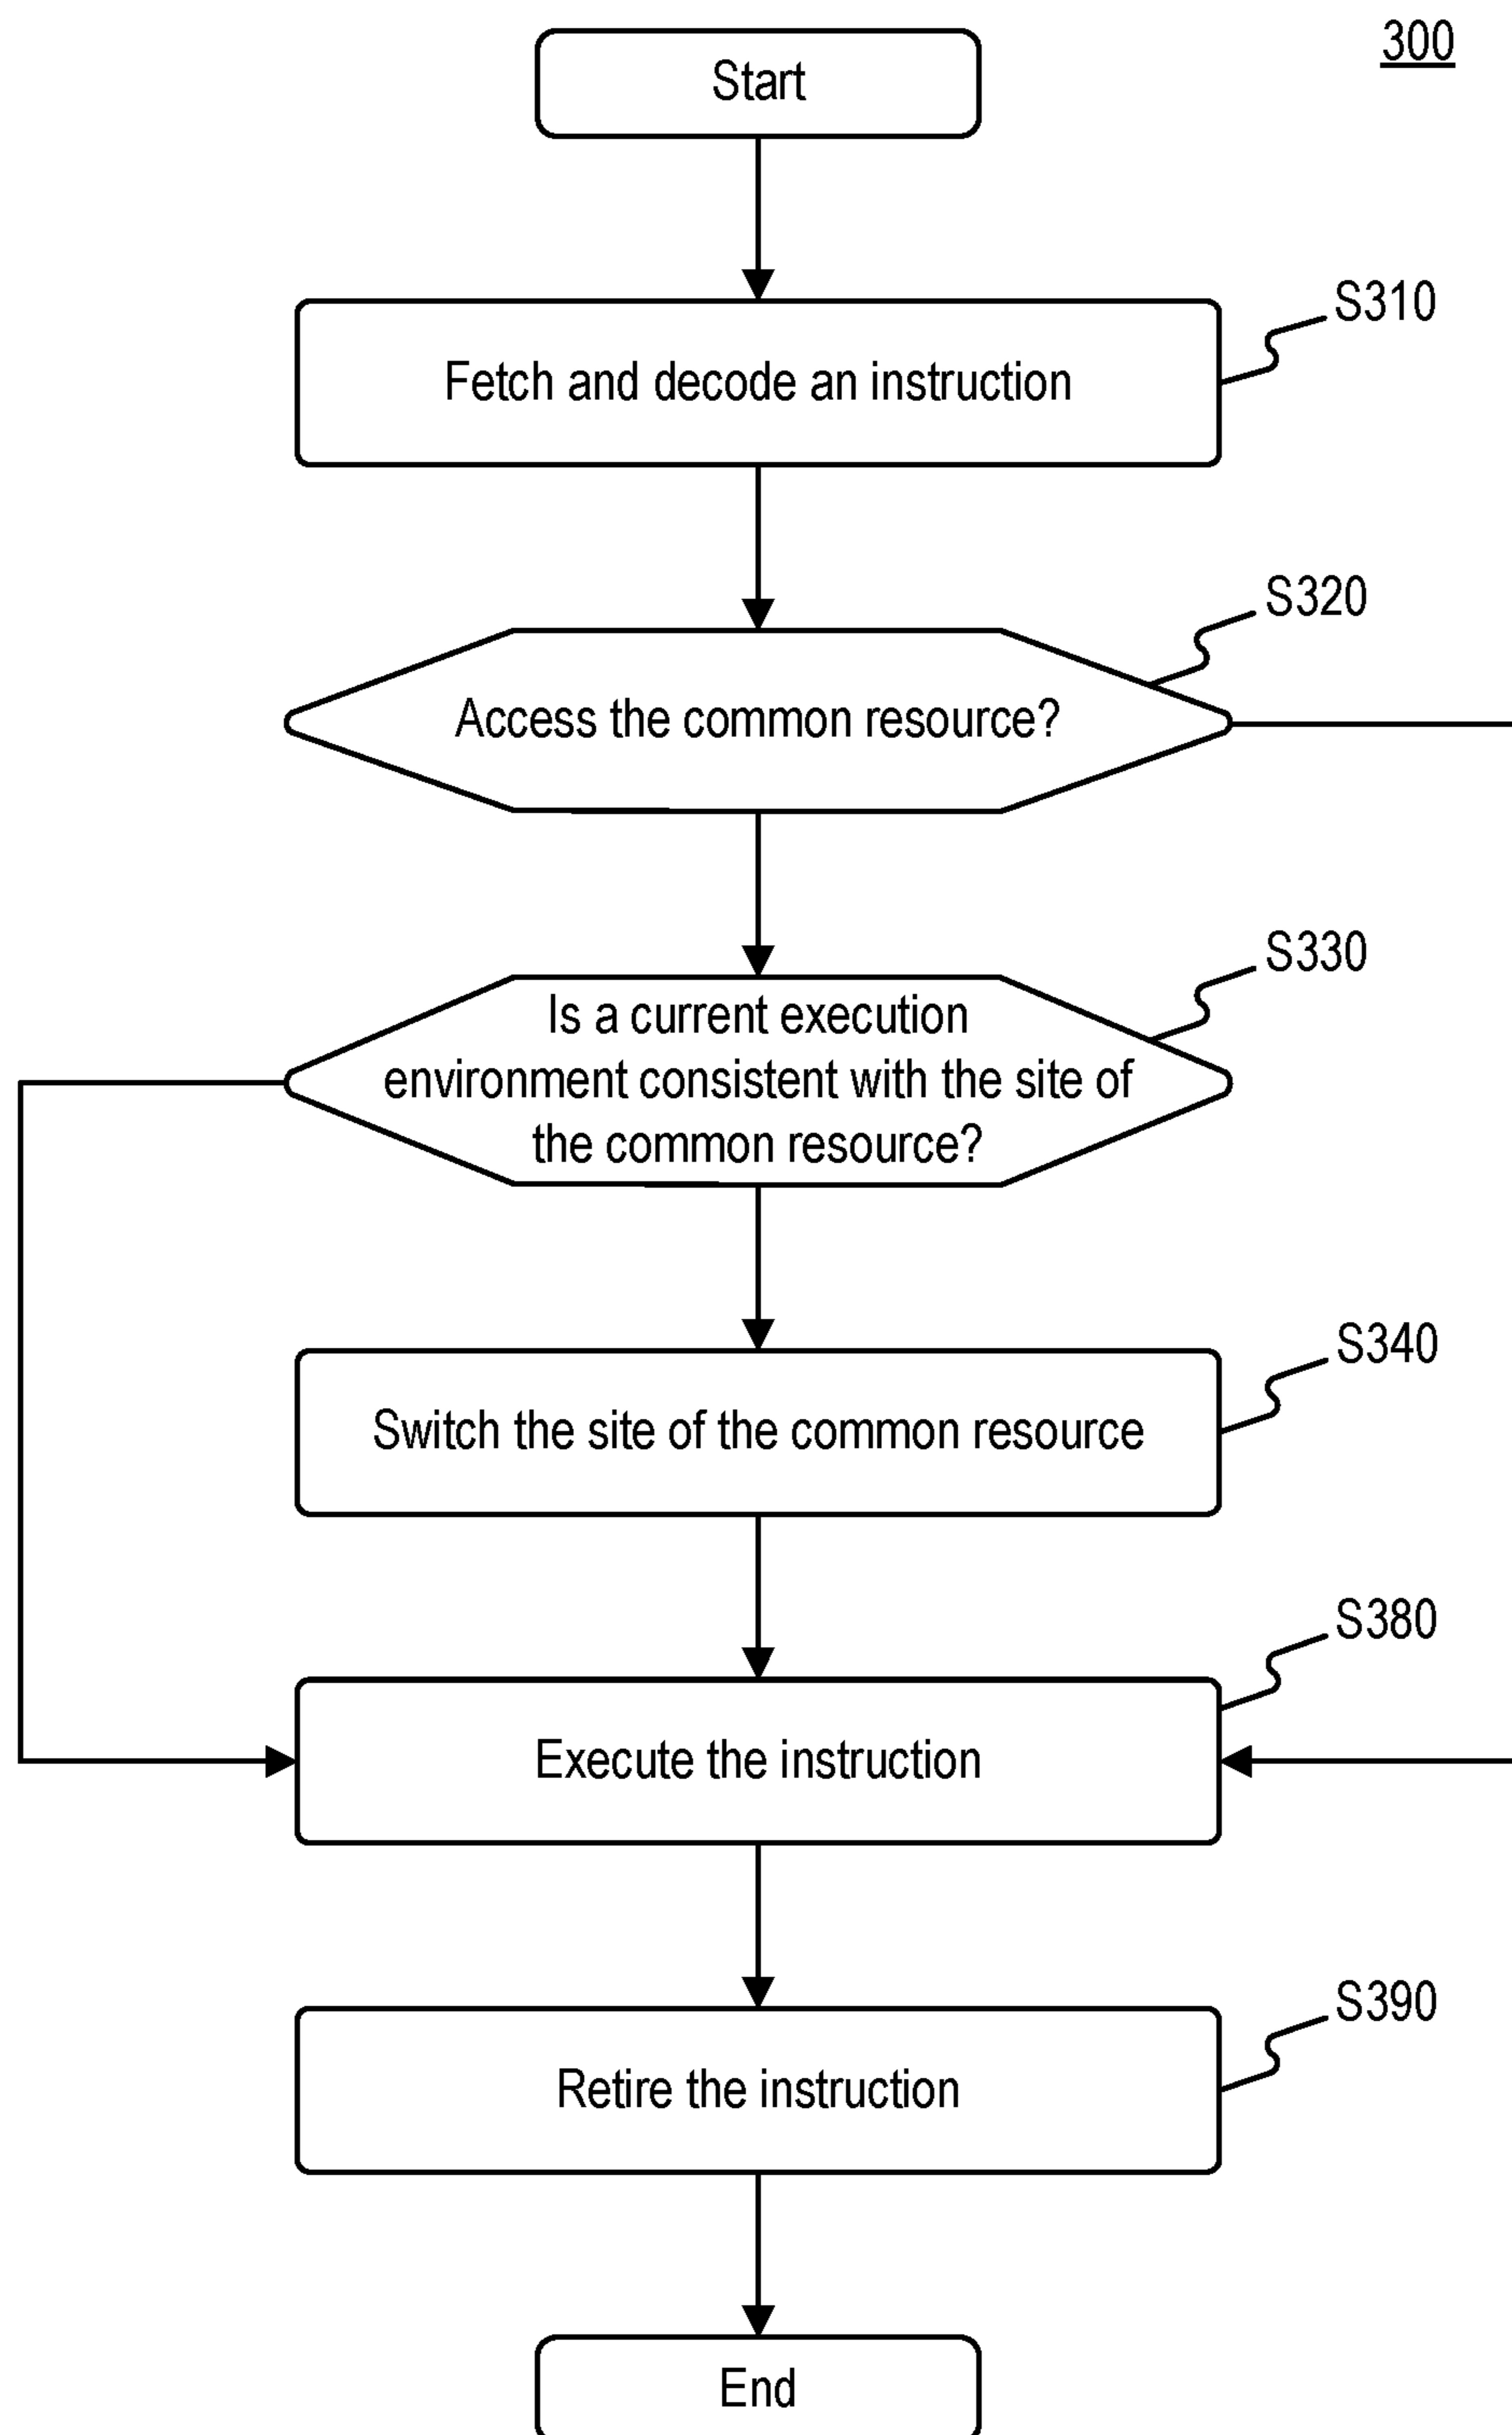 300
Start
S310
Fetch and decode an instruction
S320
Access the common resource?
S330
Is a current execution
environment consistent with the site of
the common resource?
S340
Switch the site of the common resource
S380
Execute the instruction
S390
Retire the instruction
End